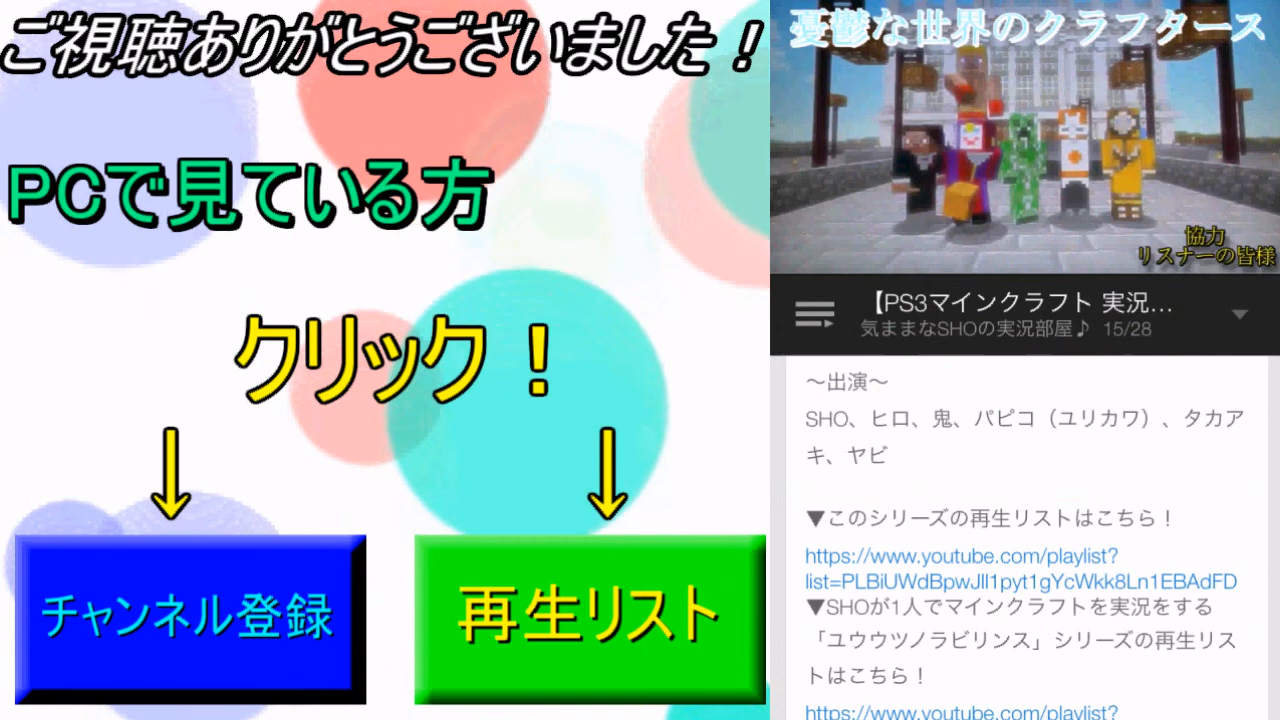 ご視聴ありがとうございました！
PCで見ている方
クリック！
↓
↓
チャンネル登録
再生リスト
憂鬱な世界のクラフタース
協力
リスナーの皆様
【PS3マインクラフト 実況...
気ままなSHOの実況部屋♪ 15/28
～出演～
SHO、ヒロ、鬼、パピコ（ユリカワ）、タカア
キ、ヤビ
▼このシリーズの再生リストはこちら！
https://www.youtube.com/playlist?
list=PLBiUWdBpwJll1pyt1gYcWkk8Ln1EBAdFD
▼SHOが1人でマインクラフトを実況をする
「ユウウツノラビリンス」シリーズの再生リス
トはこちら！
https://www.youtube.com/playlist?